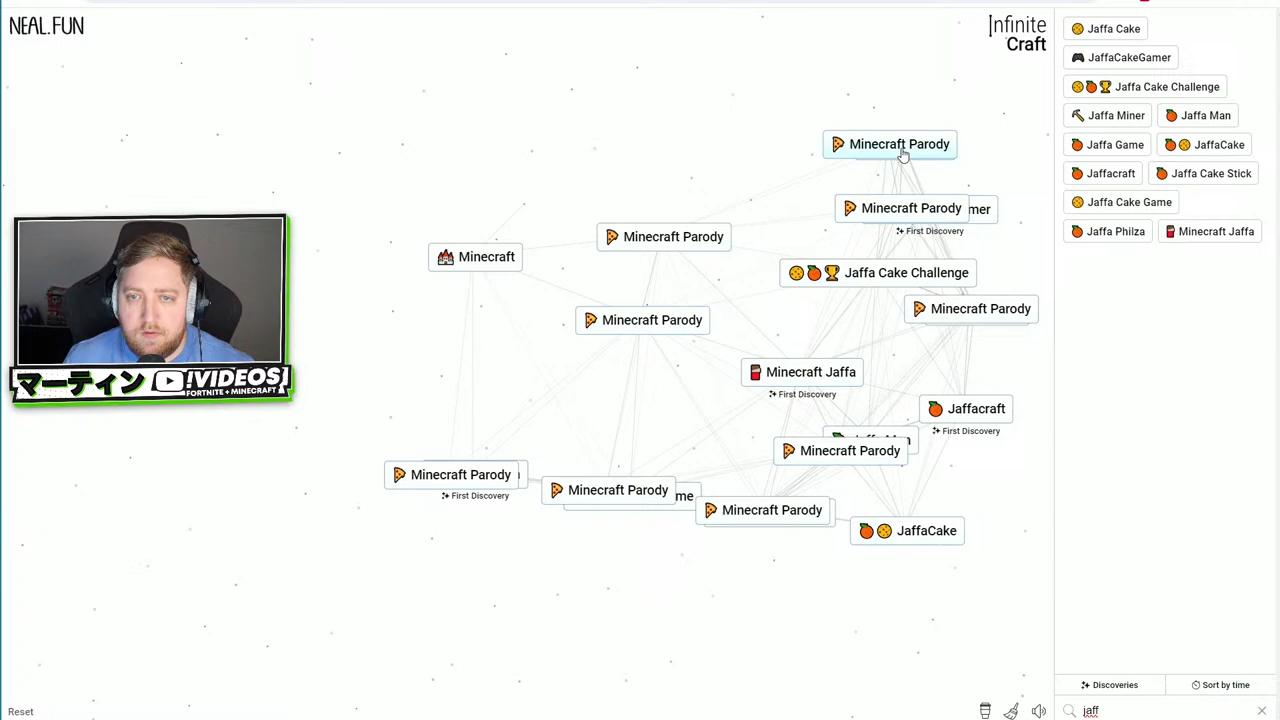 NEAL.FUN
Infinite
Craft
Minecraft Parody
Minecraft Parody
mer
First Discovery
Minecraft Parody
Minecraft
Jaffa Cake Challenge
Minecraft Parody
Minecraft Parody
Minecraft Jaffa
First Discovery
Jaffacraft
First Discovery
Jaffa Man
Minecraft Parody
Minecraft Parody
First Discovery
Minecraft Parody
me
Minecraft Parody
JaffaCake
マーティン !VIDEOS
FORTNITE + MINECRAFT
Jaffa Cake
JaffaCakeGamer
Jaffa Cake Challenge
Jaffa Miner
Jaffa Man
Jaffa Game
JaffaCake
Jaffacraft
Jaffa Cake Stick
Jaffa Cake Game
Jaffa Philza
Minecraft Jaffa
Discoveries
Sort by time
jaff
Reset